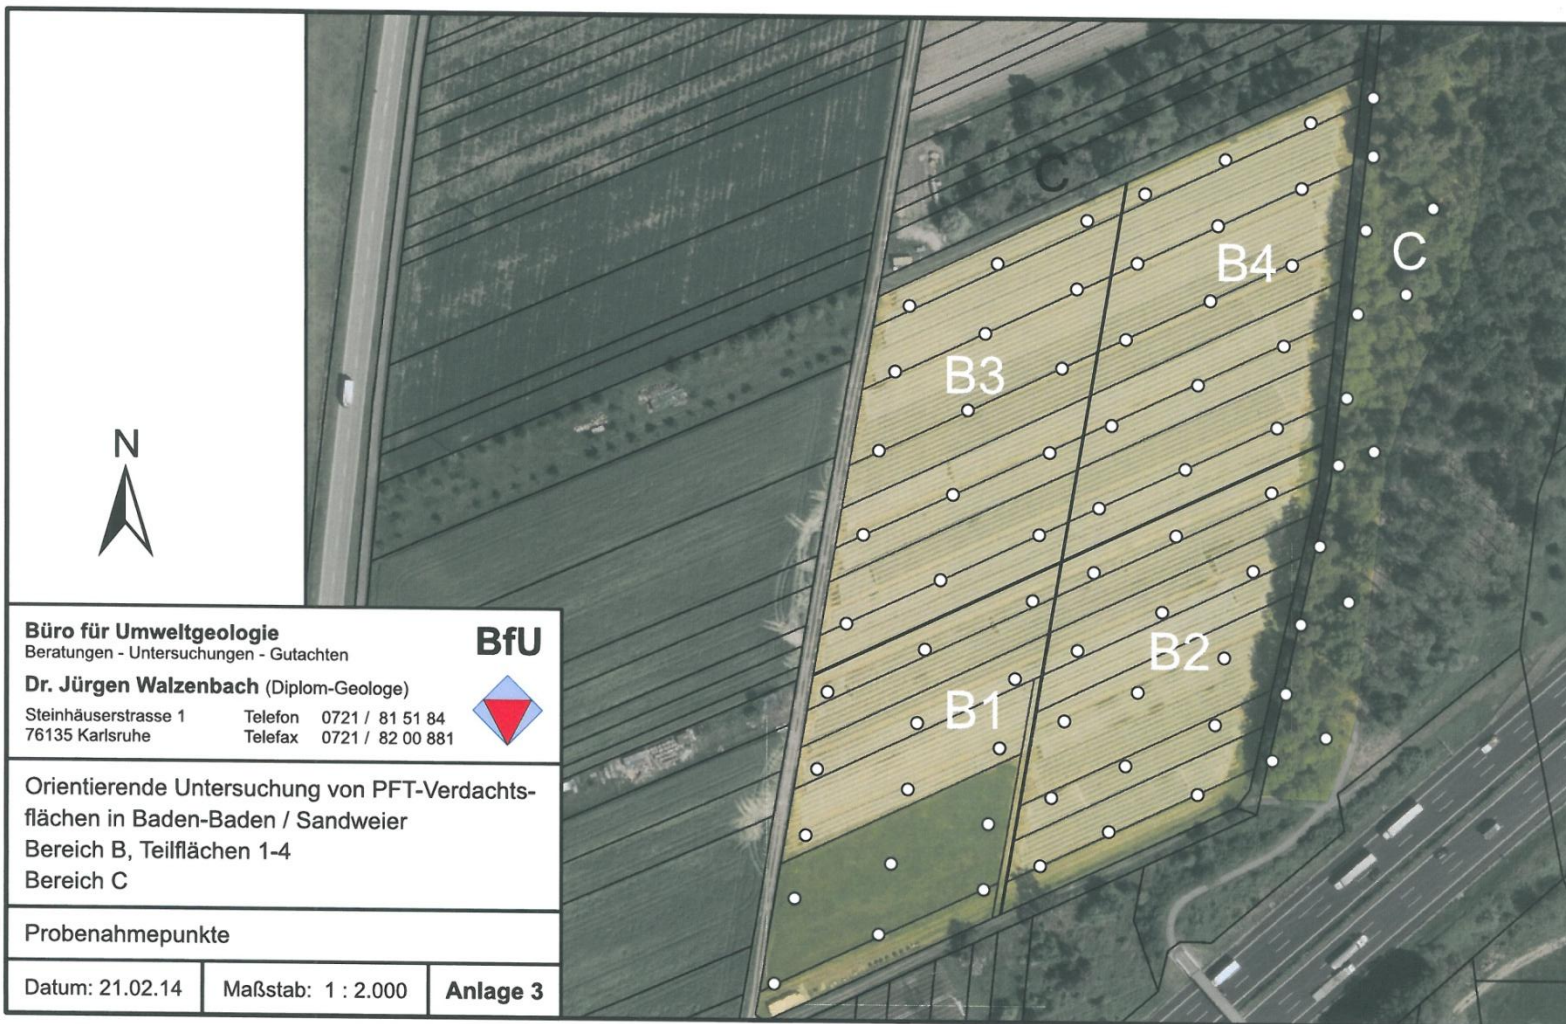 N
Büro für Umweltgeologie
Beratungen - Untersuchungen - Gutachten
BfU
Dr. Jürgen Walzenbach (Diplom-Geologe)
Steinhäuserstrasse 1 Telefon 0721 / 81 51 84
76135 Karlsruhe Telefax 0721 / 82 00 881
Orientierende Untersuchung von PFT-Verdachts-
flächen in Baden-Baden / Sandweier
Bereich B, Teilflächen 1-4
Bereich C
Probenahmepunkte
Datum: 21.02.14 Maßstab: 1 : 2.000 Anlage 3
C
B4
C
B3
B2
B1